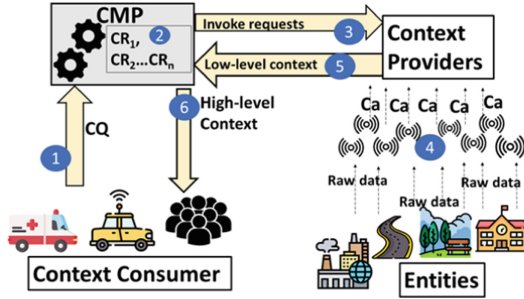 CMP
CR1, 2
CR2...CRn
Invoke requests
3
Low-level context 5
Context
Providers
6 High-level
Context
1 CQ
Ca Ca Ca Ca Ca
4
Raw data Raw data
Raw data
Context Consumer
Entities